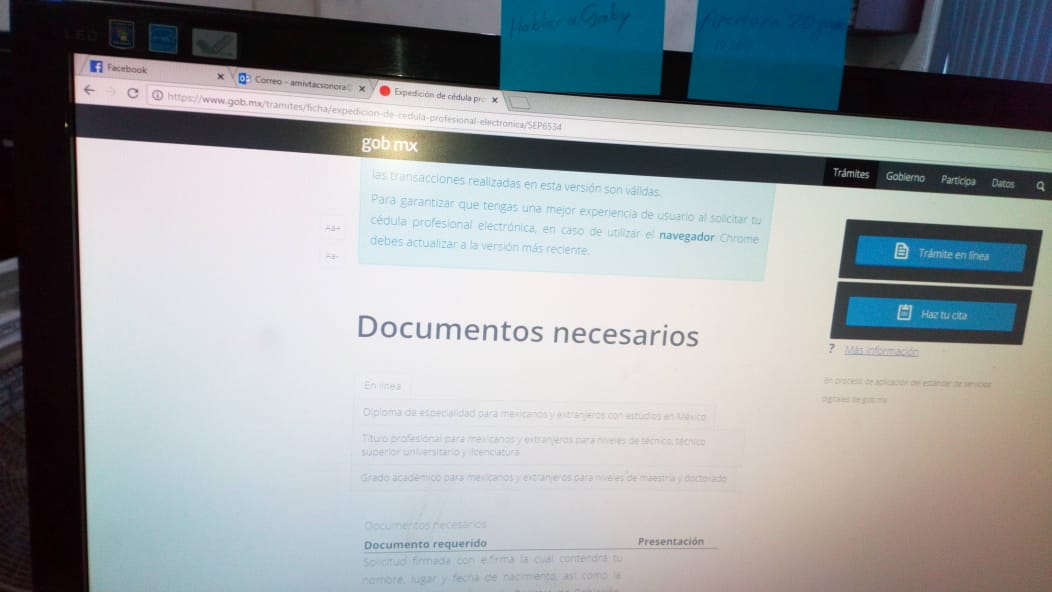 Hablar a Gaby
Apertura 20
LED
Facebook
Correo - amivtacsonora@
Expedición de cédula pro
https://www.gob.mx/tramites/ficha/expedicion-de-cedula-profesional-electronica/SEP6534
gob mx
Trámites Gobierno Participa Datos
las transacciones realizadas en esta versión son válidas.
Para garantizar que tengas una mejor experiencia de usuario al solicitar tu
cédula profesional electrónica, en caso de utilizar el navegador Chrome
debes actualizar a la versión más reciente.
Aa+
Aa-
Trámite en línea
Haz tu cita
? Más información
En proceso de aplicación del estándar de servicios
digitales de gob.mx
Documentos necesarios
En línea
Diploma de especialidad para mexicanos y extranjeros con estudios en México
Título profesional para mexicanos y extranjeros para niveles de técnico, técnico
superior universitario y licenciatura
Grado académico para mexicanos y extranjeros para niveles de maestría y doctorado
Documentos necesarios
Documento requerido Presentación
Solicitud firmada con e.firma la cual contendrá tu
nombre, lugar y fecha de nacimiento, así como la